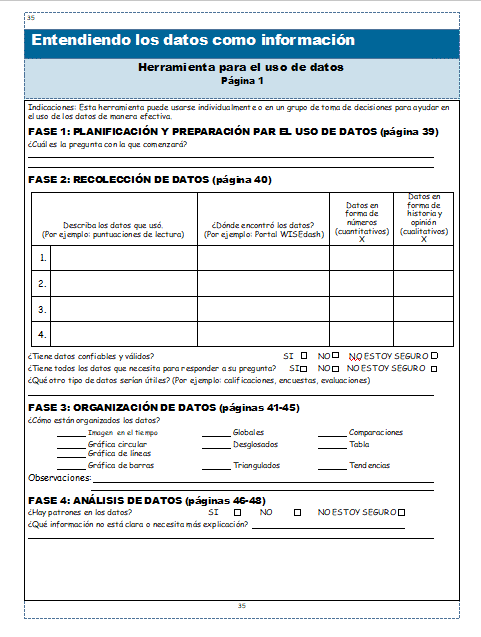 35
Entendiendo los datos como información
Herramienta para el uso de datos
Página 1
Indicaciones: Esta herramienta puede usarse individualmente o en un grupo de toma de decisiones para ayudar en
el uso de los datos de manera efectiva.
FASE 1: PLANIFICACIÓN Y PREPARACIÓN PAR EL USO DE DATOS (página 39)
¿Cuál es la pregunta con la que comenzará?
FASE 2: RECOLECCIÓN DE DATOS (página 40)
Describa los datos que usó.
(Por ejemplo: puntuaciones de lectura)
¿Dónde encontró los datos?
(Por ejemplo: Portal WISEdash)
Datos en
forma de
números
(cuantitativos)
X
Datos en
forma de
historia y
opinión
(cualitativos)
X
1.
2.
3.
4.
¿Tiene datos confiables y válidos? SI NO NO ESTOY SEGURO
¿Tiene todos los datos que necesita para responder a su pregunta? SI NO NO ESTOY SEGURO
¿Qué otro tipo de datos serían útiles? (Por ejemplo: calificaciones, encuestas, evaluaciones)
FASE 3: ORGANIZACIÓN DE DATOS (páginas 41-45)
¿Cómo están organizados los datos?
Imagen en el tiempo Globales Comparaciones
Gráfica circular Desglosados Tabla
Gráfica de líneas
Gráfica de barras Triangulados Tendencias
Observaciones:
FASE 4: ANÁLISIS DE DATOS (páginas 46-48)
¿Hay patrones en los datos? SI NO NO ESTOY SEGURO
¿Qué información no está clara o necesita más explicación?
35